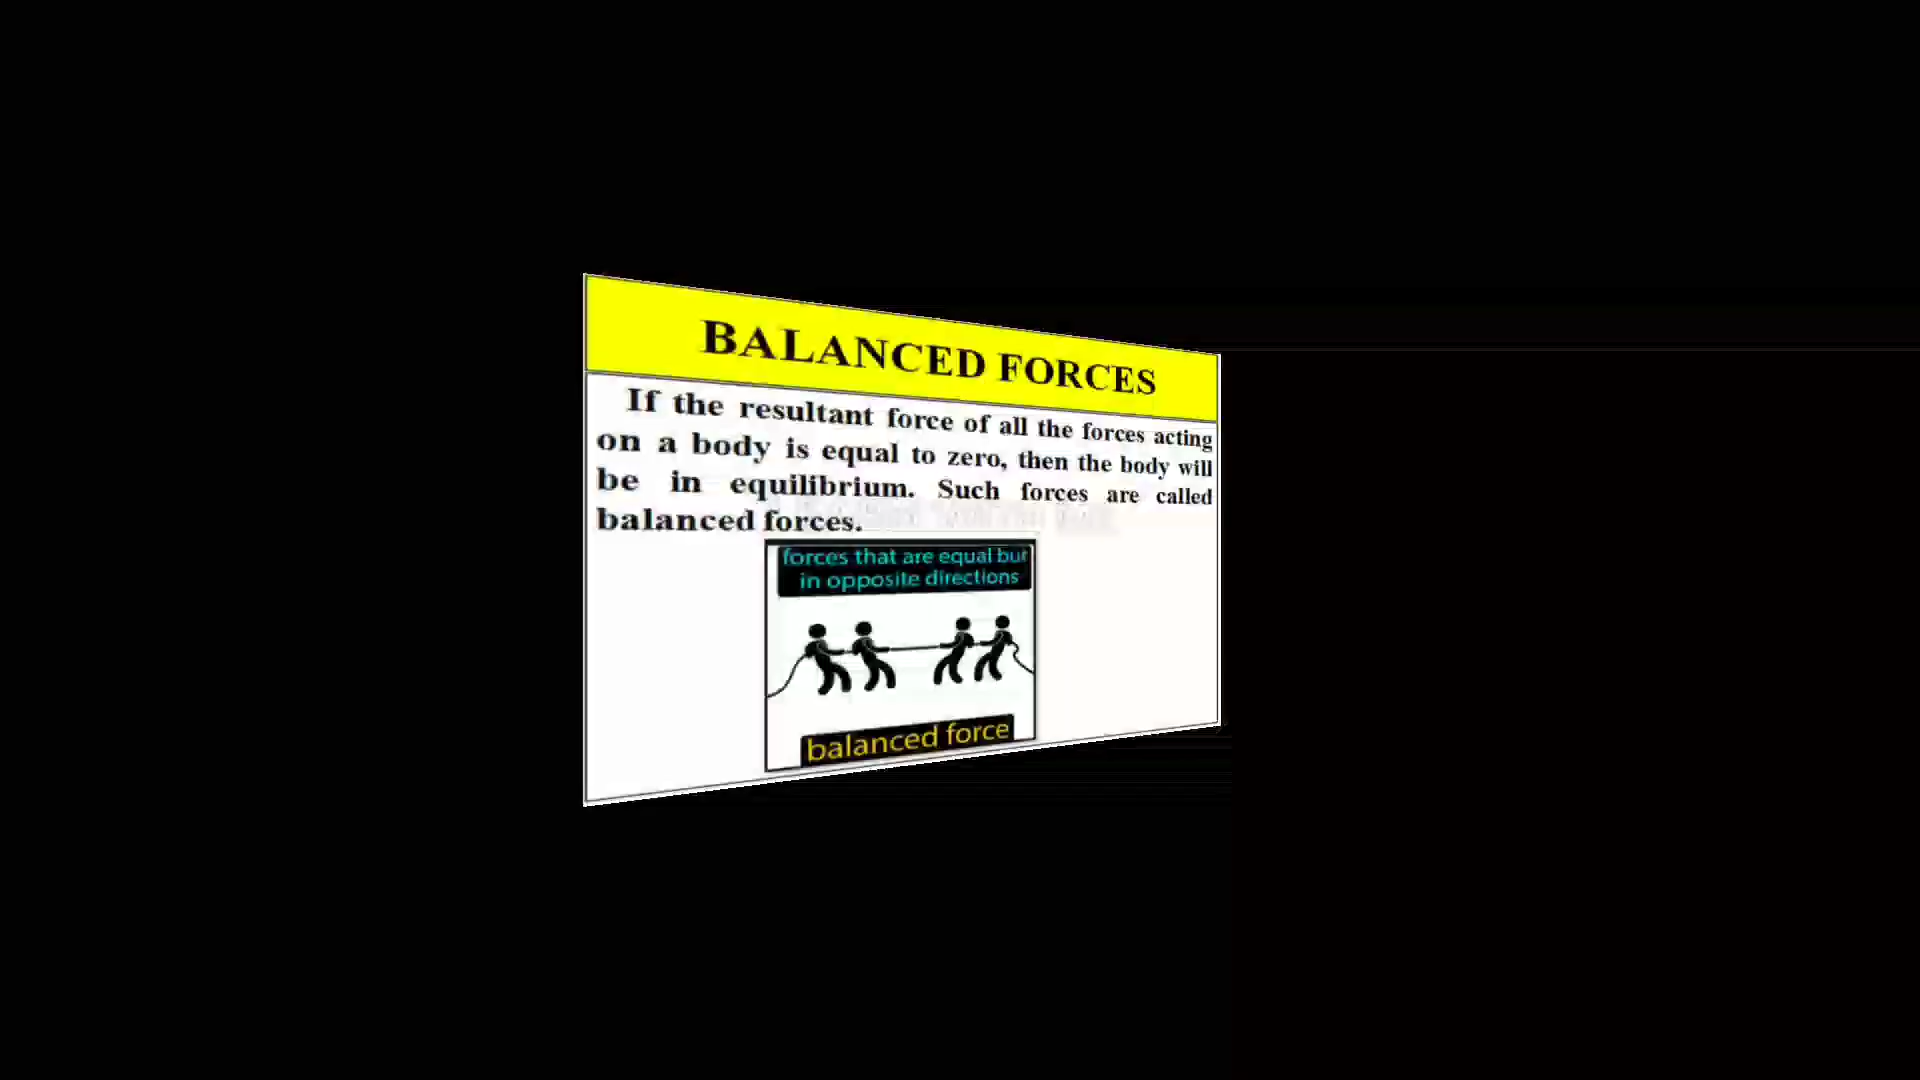 BALANCED FORCES
If the resultant force of all the forces acting
on a body is equal to zero, then the body will
be in equilibrium. Such forces are called
balanced forces.
forces that are equal but
in opposite directions
balanced force